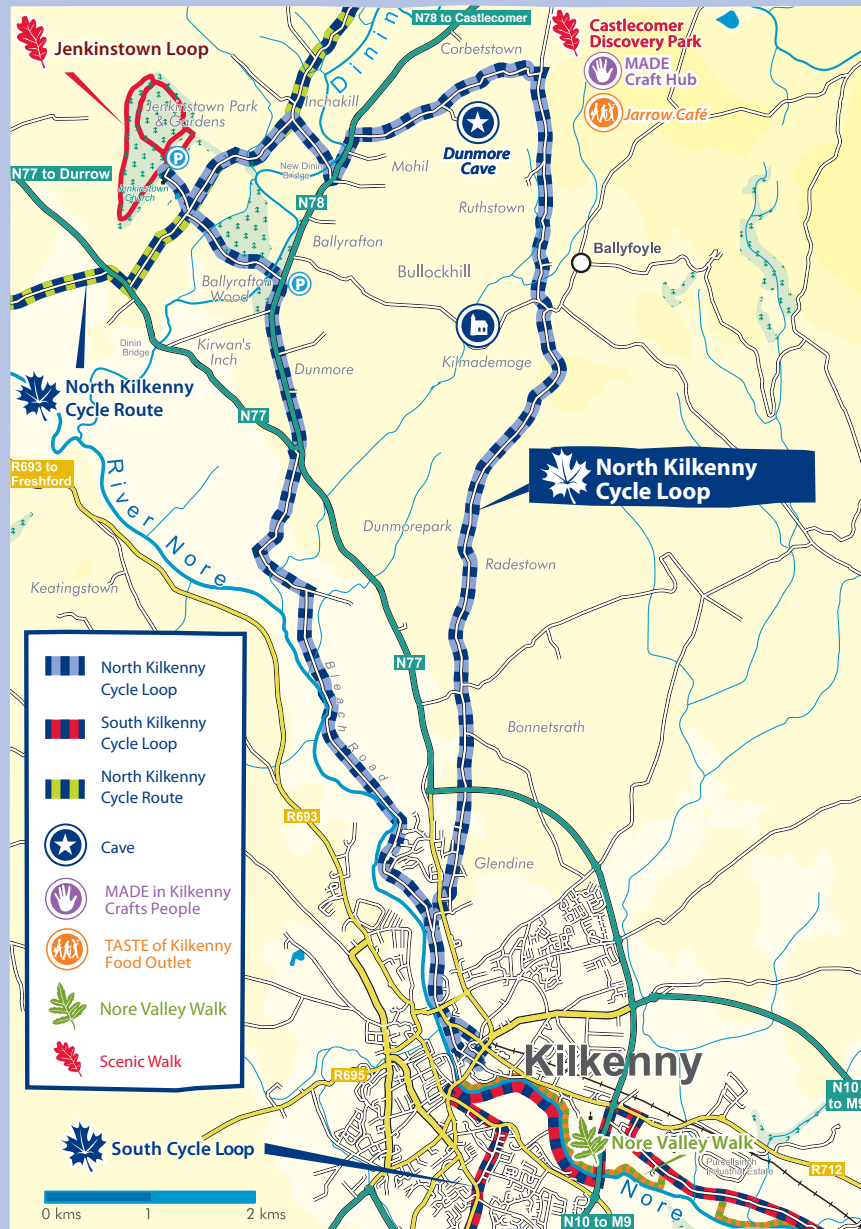 N78 to Castlecomer
Castlecomer
Discovery Park
MADE
Craft Hub
Jarrow Café
Jenkinstown Loop
Dinin
Corbetstown
Inchakill
Jenkinstown Park
& Gardens
P
Dunmore
Cave
New Dinin
Bridge
Mohil
N77 to Durrow
Jenkinstown
Church
N78
Ruthstown
Ballyrafton
Ballyfoyle
Bullockhill
Ballyrafton
Wood
P
Dinin
Bridge
Kirwan's
Inch
Dunmore
Kilmademoge
North Kilkenny
Cycle Route
N77
R693 to
Freshford
River Nore
North Kilkenny
Cycle Loop
Dunmorepark
Radestown
Keatingstown
N77
Bleach Road
Bonnetsrath
North Kilkenny
Cycle Loop
South Kilkenny
Cycle Loop
North Kilkenny
Cycle Route
Cave
MADE in Kilkenny
Crafts People
TASTE of Kilkenny
Food Outlet
Nore Valley Walk
Scenic Walk
R693
Glendine
Kilkenny
R695
N10
to M9
South Cycle Loop
Nore Valley Walk
Purcellsinch
Industrial Estate
R712
Nore
N10 to M9
0 kms 1 2 kms